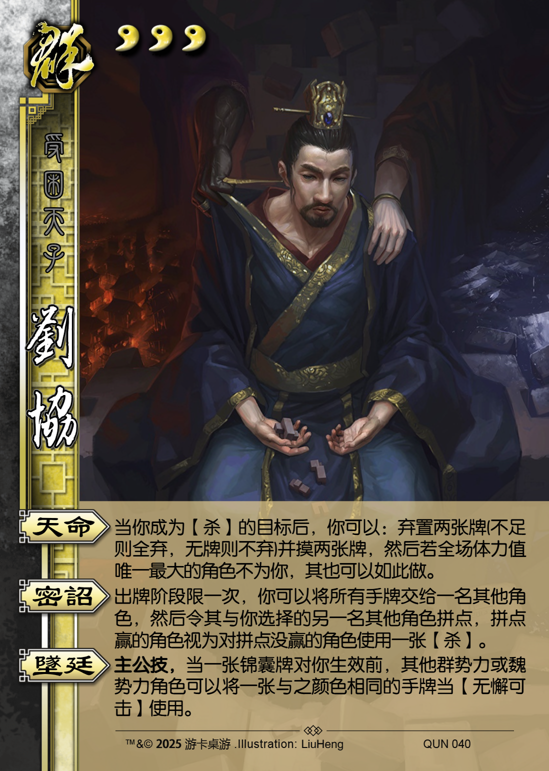 群
受困天子
劉協
天命
当你成为【杀】的目标后，你可以：弃置两张牌(不足
则全弃，无牌则不弃)并摸两张牌，然后若全场体力值
唯一最大的角色不为你，其也可以如此做。
密詔
出牌阶段限一次，你可以将所有手牌交给一名其他角
色，然后令其与你选择的另一名其他角色拼点，拼点
赢的角色视为对拼点没赢的角色使用一张【杀】。
墜廷
主公技，当一张锦囊牌对你生效前，其他群势力或魏
势力角色可以将一张与之颜色相同的手牌当【无懈可
击】使用。
™&© 2025 游卡桌游 .Illustration: LiuHeng QUN 040